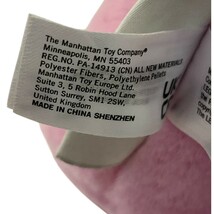 The Manhattan Toy Company®
Minneapolis, MN 55403
REG.NO. PA-14913 (CN) ALL NEW MATERIALS
Polyester Fibers, Polyethylene Pellets
Manhattan Toy Europe Ltd.
Suite 3, 5 Robin Hood Lane
Sutton Surrey, SM1 2SW,
United Kingdom
MADE IN CHINA SHENZHEN